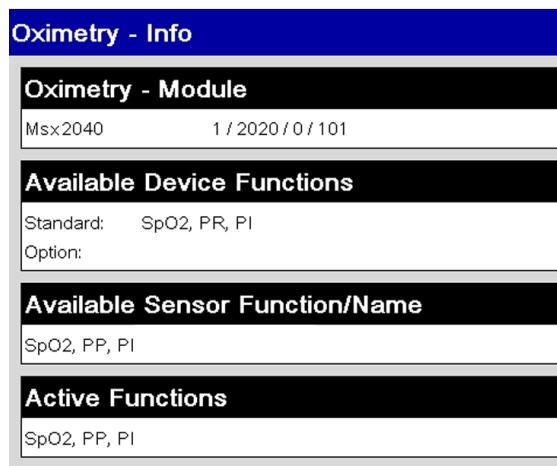 Oximetry - Info
Oximetry - Module
Msx2040 1 / 2020 / 0 / 101
Available Device Functions
Standard: SpO2, PR, PI
Option:
Available Sensor Function/Name
SpO2, PP, PI
Active Functions
SpO2, PP, PI